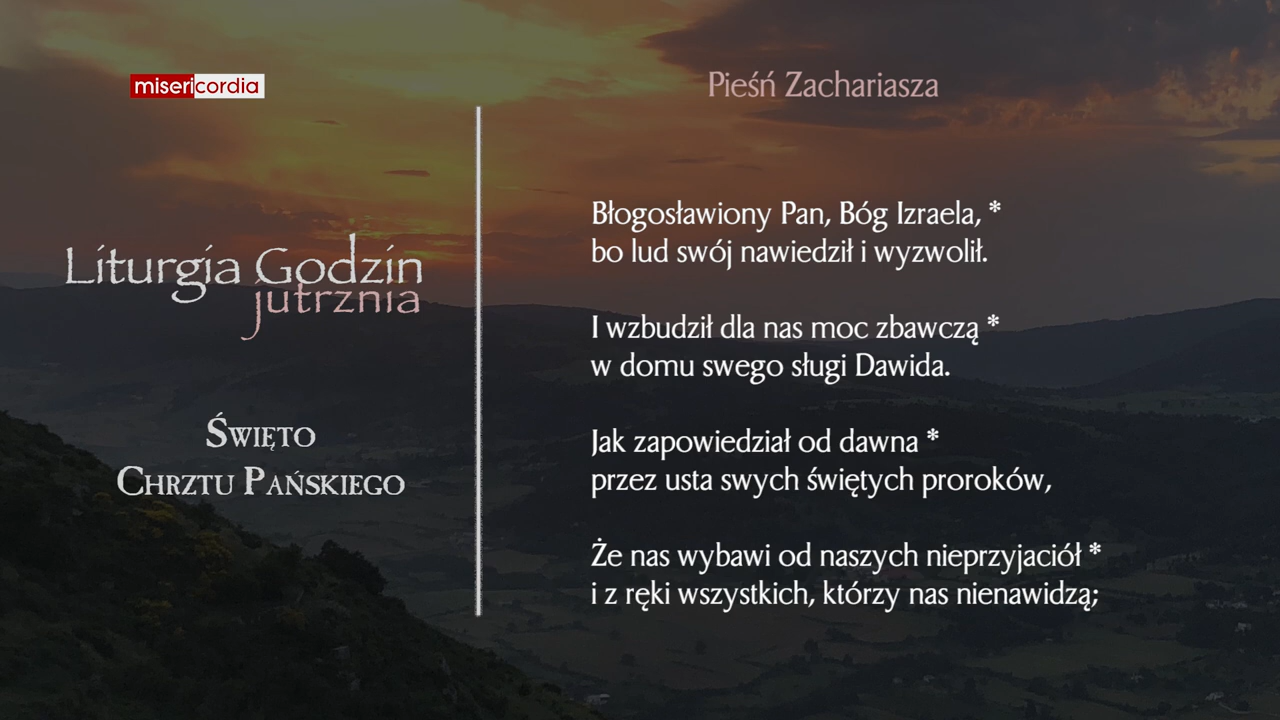 misericordia
Liturgia Godzin
jutrznia
Święto
Chrztu Pańskiego
Pieśń Zachariasza
Błogosławiony Pan, Bóg Izraela, *
bo lud swój nawiedził i wyzwolił.
I wzbudził dla nas moc zbawczą *
w domu swego sługi Dawida.
Jak zapowiedział od dawna *
przez usta swych świętych proroków,
Że nas wybawi od naszych nieprzyjaciół *
i z ręki wszystkich, którzy nas nienawidzą;